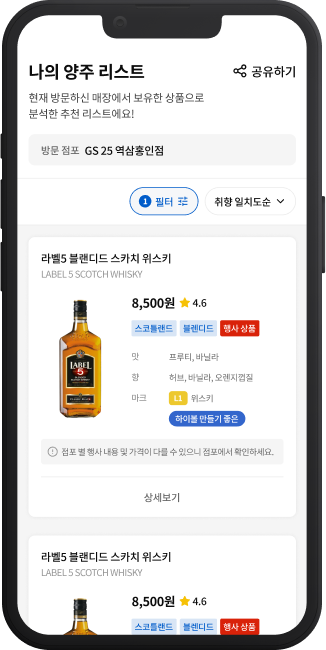 나의 양주 리스트
공유하기
현재 방문하신 매장에서 보유한 상품으로
분석한 추천 리스트에요!
방문 점포 GS 25 역삼홍인점
1 필터
취향 일치도순
라벨5 블랜디드 스카치 위스키
LABEL 5 SCOTCH WHISKY
8,500원 4.6
스코틀랜드 블렌디드 행사 상품
LABEL
5
맛 프루티, 바닐라
향 허브, 바닐라, 오렌지껍질
마크 L1 위스키
하이볼 만들기 좋은
점포 별 행사 내용 및 가격이 다를 수 있으니 점포에서 확인하세요.
상세보기
라벨5 블랜디드 스카치 위스키
LABEL 5 SCOTCH WHISKY
8,500원 4.6
스코틀랜드 블렌디드 행사 상품